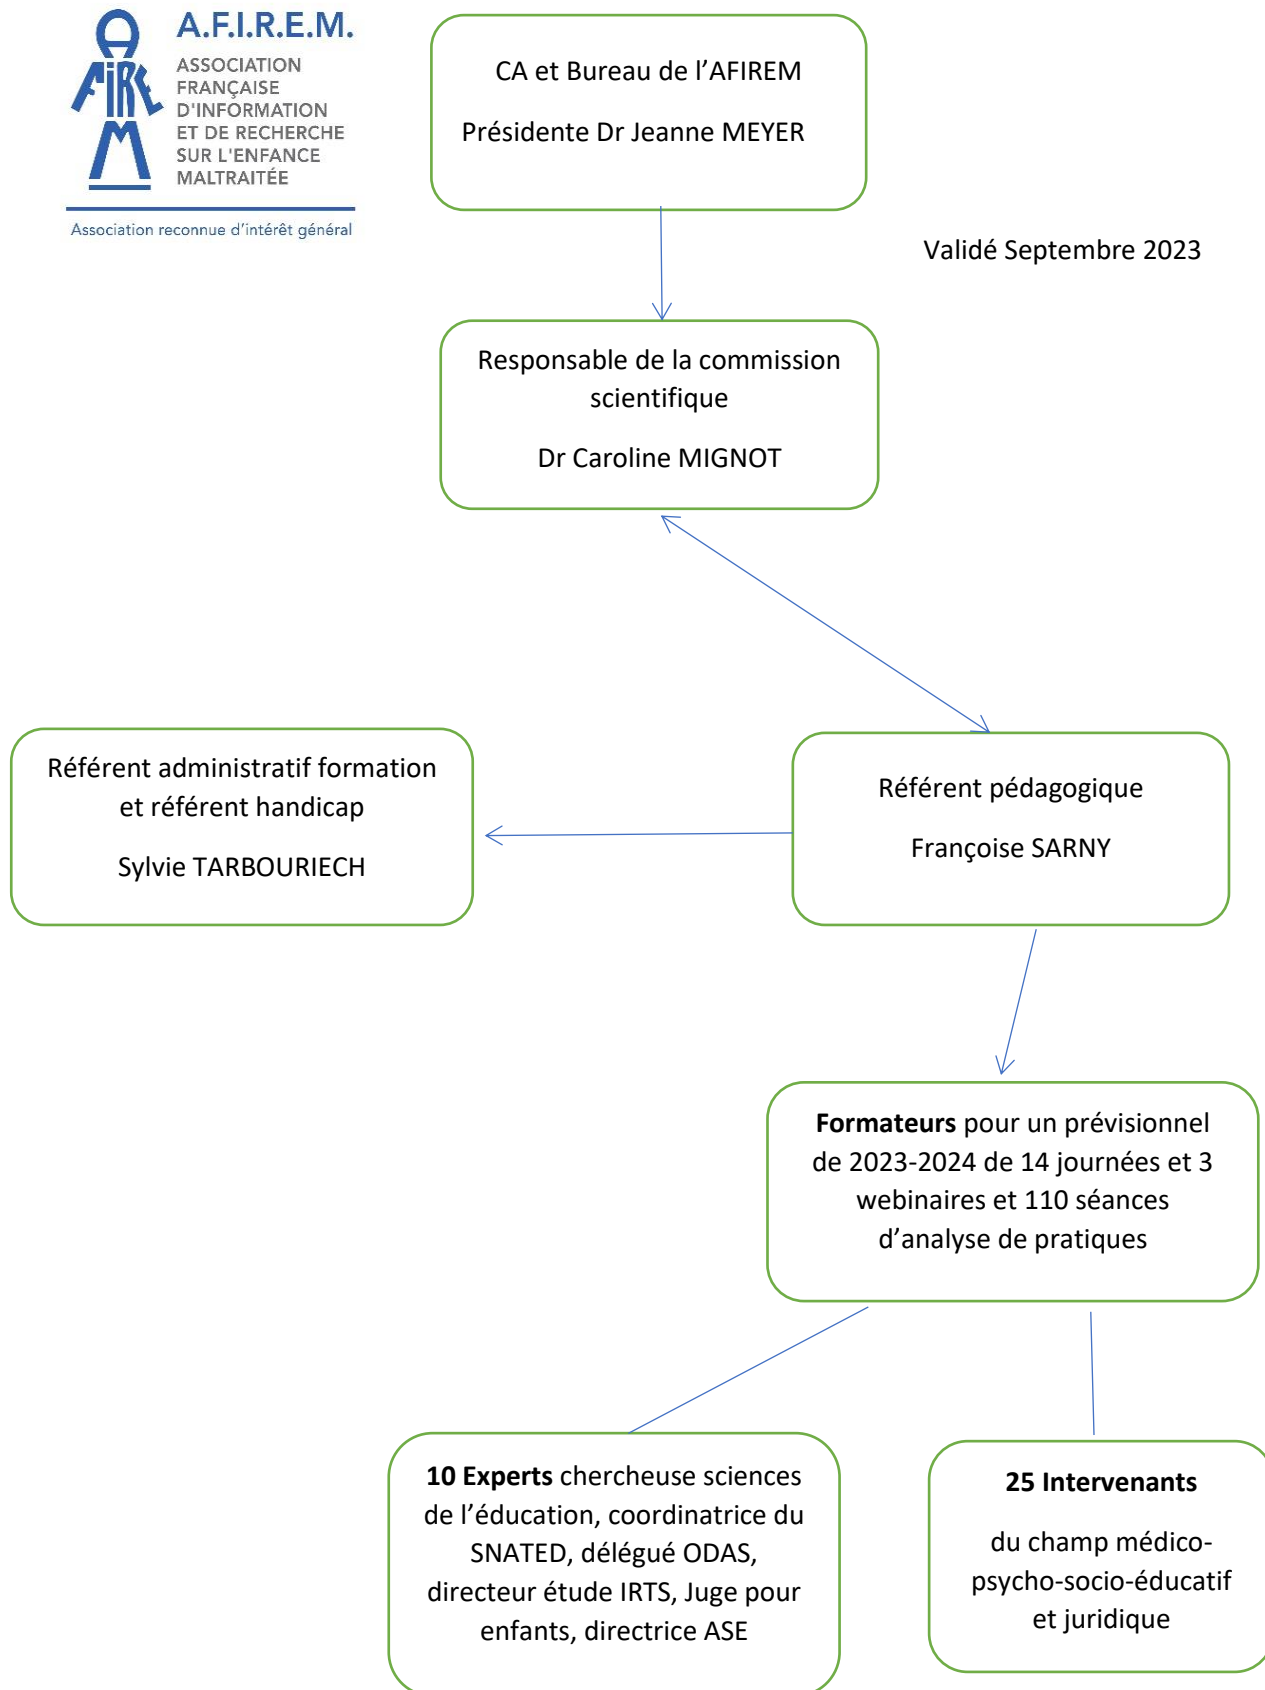 A.F.I.R.E.M.
ASSOCIATION
FRANÇAISE
D'INFORMATION
ET DE RECHERCHE
SUR L'ENFANCE
MALTRAITÉE
AFIREM
Association reconnue d'intérêt général
CA et Bureau de l’AFIREM
Présidente Dr Jeanne MEYER
Validé Septembre 2023
Responsable de la commission
scientifique
Dr Caroline MIGNOT
Référent administratif formation
et référent handicap
Sylvie TARBOURIECH
Référent pédagogique
Françoise SARNY
Formateurs pour un prévisionnel
de 2023-2024 de 14 journées et 3
webinaires et 110 séances
d’analyse de pratiques
10 Experts chercheuse sciences
de l’éducation, coordinatrice du
SNATED, délégué ODAS,
directeur étude IRTS, Juge pour
enfants, directrice ASE
25 Intervenants
du champ médico-
psycho-socio-éducatif
et juridique